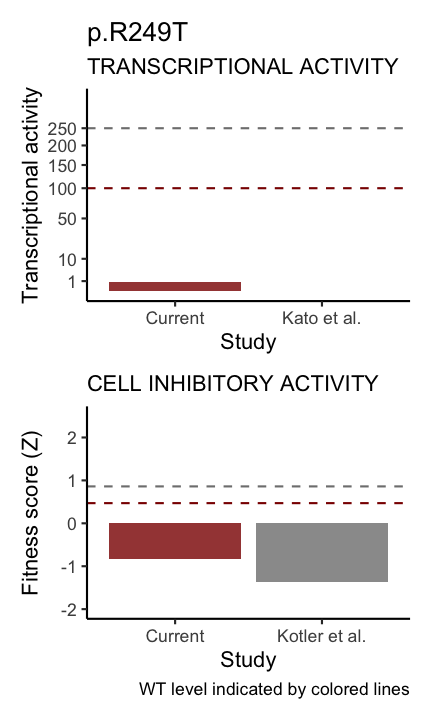 p.R249T
TRANSCRIPTIONAL ACTIVITY
Transcriptional activity
250
200
150
100
50
10
1
Current
Kato et al.
Study
CELL INHIBITORY ACTIVITY
Fitness score (Z)
2
1
0
-1
-2
Current
Kotler et al.
Study
WT level indicated by colored lines